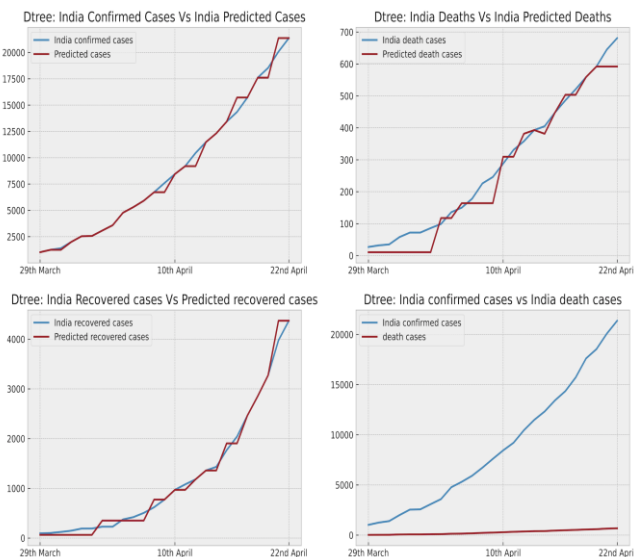 Dtree: India Confirmed Cases Vs India Predicted Cases
India confirmed cases
Predicted cases
20000
17500
15000
12500
10000
7500
5000
2500
29th March
10th April
22nd April
Dtree: India Deaths Vs India Predicted Deaths
India death cases
Predicted death cases
700
600
500
400
300
200
100
0
29th March
10th April
22nd April
Dtree: India Recovered cases Vs Predicted recovered cases
India recovered cases
Predicted recovered cases
4000
3000
2000
1000
0
29th March
10th April
22nd April
Dtree: India confirmed cases vs India death cases
India confirmed cases
death cases
20000
15000
10000
5000
0
29th March
10th April
22nd April